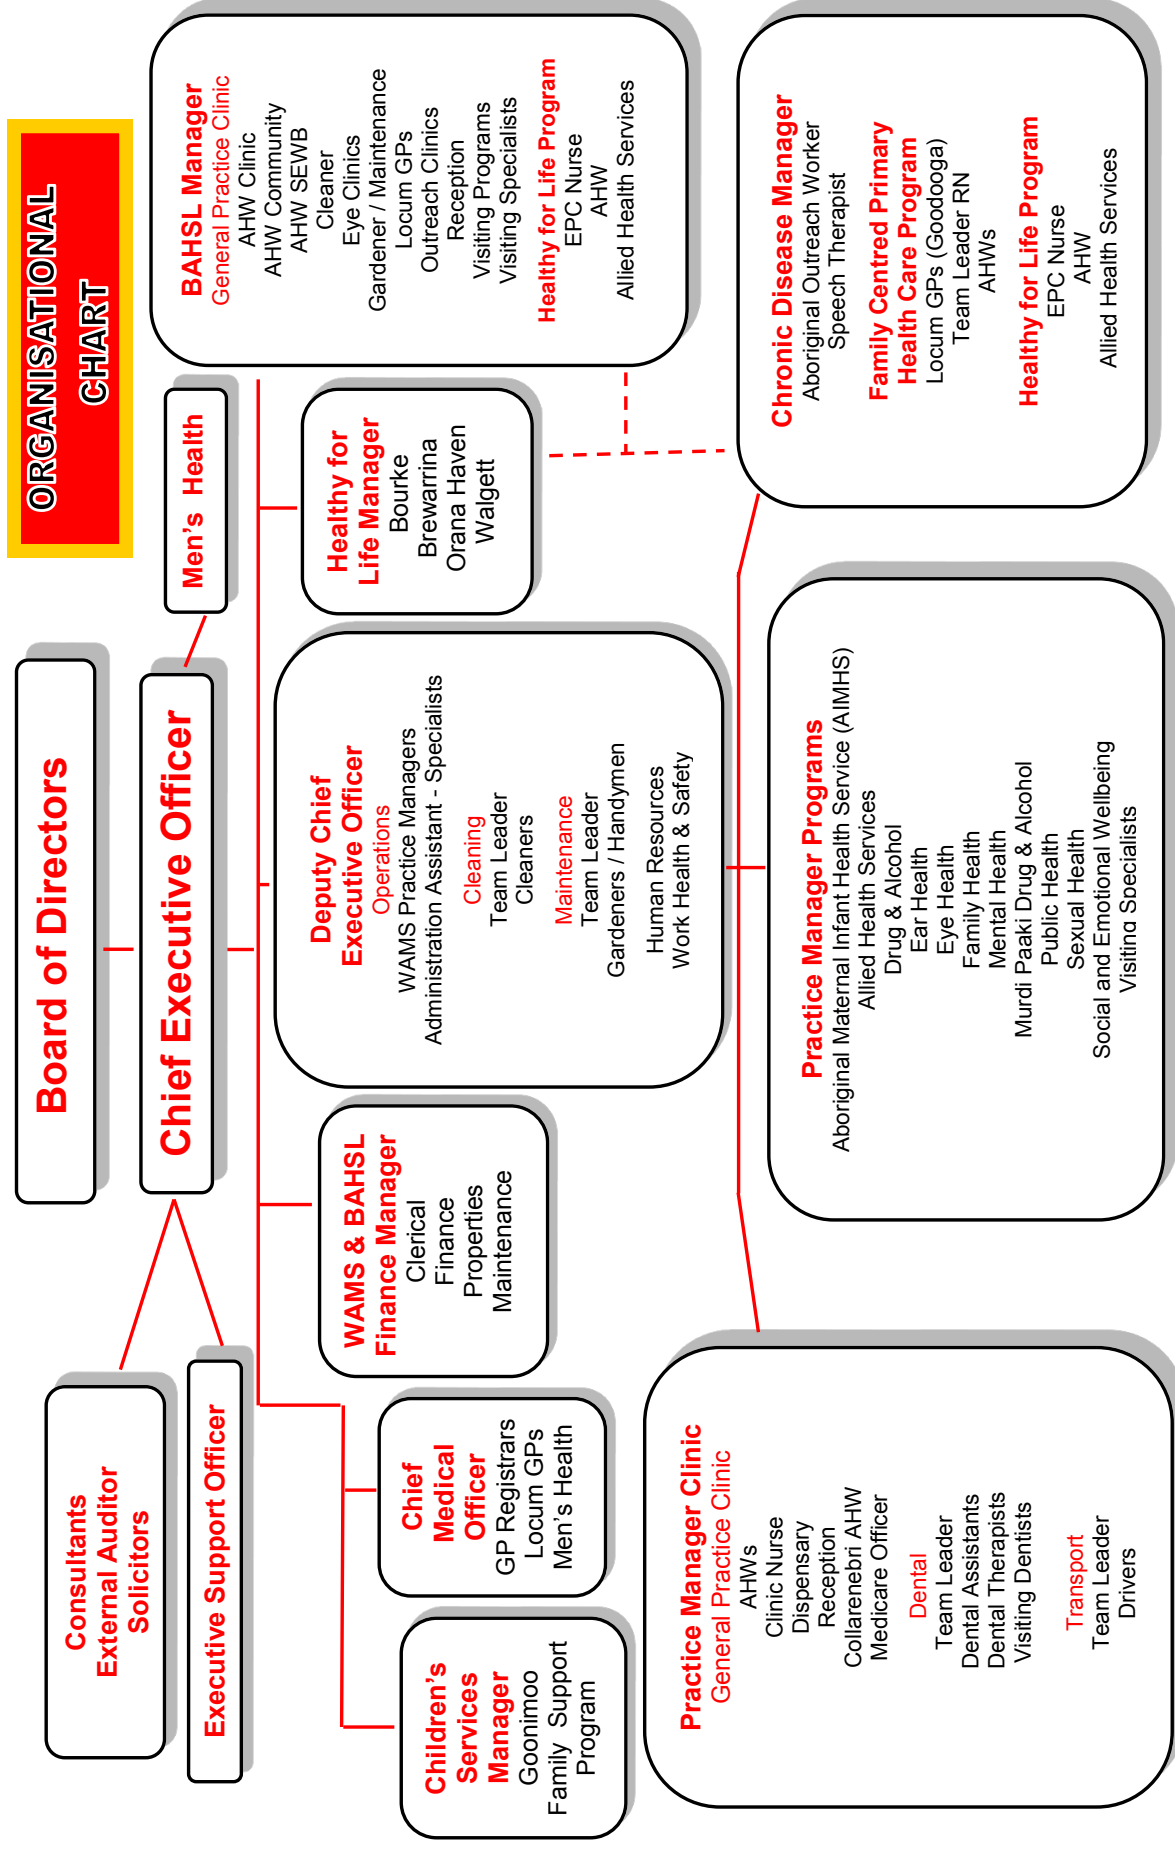 ORGANISATIONAL
CHART
Board of Directors
Chief Executive Officer
Men's Health
Consultants
External Auditor
Solicitors
Executive Support Officer
Children's
Services
Manager
Goonimoo
Family Support
Program
Chief
Medical
Officer
GP Registrars
Locum GPs
Men's Health
WAMS & BAHSL
Finance Manager
Clerical
Finance
Properties
Maintenance
Deputy Chief
Executive Officer
Operations
WAMS Practice Managers
Administration Assistant - Specialists
Cleaning
Team Leader
Cleaners
Maintenance
Team Leader
Gardeners / Handymen
Human Resources
Work Health & Safety
Healthy for
Life Manager
Bourke
Brewarrina
Orana Haven
Walgett
BAHSL Manager
General Practice Clinic
AHW Clinic
AHW Community
AHW SEWB
Cleaner
Eye Clinics
Gardener / Maintenance
Locum GPs
Outreach Clinics
Reception
Visiting Programs
Visiting Specialists
Healthy for Life Program
EPC Nurse
AHW
Allied Health Services
Practice Manager Clinic
General Practice Clinic
AHWs
Clinic Nurse
Dispensary
Reception
Collarenebri AHW
Medicare Officer
Dental
Team Leader
Dental Assistants
Dental Therapists
Visiting Dentists
Transport
Team Leader
Drivers
Practice Manager Programs
Aboriginal Maternal Infant Health Service (AIMHS)
Allied Health Services
Drug & Alcohol
Ear Health
Eye Health
Family Health
Mental Health
Murdi Paaki Drug & Alcohol
Public Health
Sexual Health
Social and Emotional Wellbeing
Visiting Specialists
Chronic Disease Manager
Aboriginal Outreach Worker
Speech Therapist
Family Centred Primary
Health Care Program
Locum GPs (Goodooga)
Team Leader RN
AHWs
Healthy for Life Program
EPC Nurse
AHW
Allied Health Services